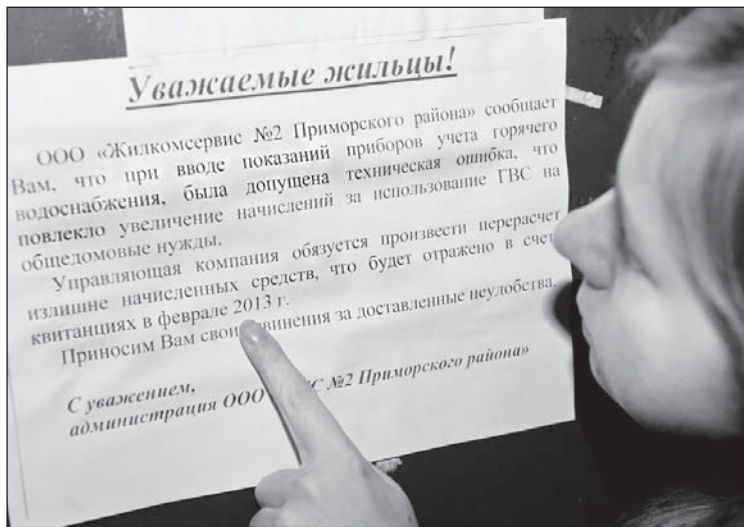 Уважаемые жильцы!
ООО «Жилкомсервис №2 Приморского района» сообщает
Вам, что при вводе показаний приборов учета горячего
водоснабжения, была допущена техническая ошибка, что
повлекло увеличение начислений за использование ГВС на
общедомовые нужды.
Управляющая компания обязуется произвести перерасчет
излишне начисленных средств, что будет отражено в счет
квитанциях в феврале 2013 г.
Приносим Вам свои за доставленные неудобства.
С уважением,
администрация ООО №2 Приморского района»